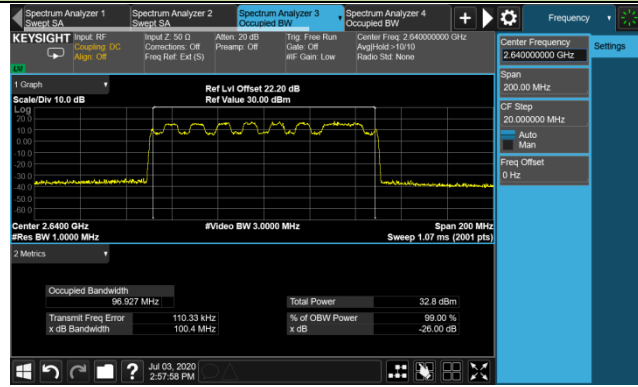 Spectrum Analyzer 1
Swept SA
Spectrum Analyzer 2
Swept SA
Spectrum Analyzer 3
Occupied BW
Spectrum Analyzer 4
Occupied BW
+
Frequency
KEYSIGHT
Input: RF
Coupling: DC
Align: Off
Input Z: 50 Ω
Corrections: Off
Freq Ref: Ext (S)
Atten: 20 dB
Preamp: Off
Trig: Free Run
Gate: Off
#IF Gain: Low
Center Freq: 2.640000000 GHz
Avg|Hold:>10/10
Radio Std: None
Center Frequency
2.640000000 GHz
Settings
Span
200.00 MHz
CF Step
20.000000 MHz
Auto
Man
Freq Offset
0 Hz
1 Graph
Scale/Div 10.0 dB
Ref Lvl Offset 22.20 dB
Ref Value 30.00 dBm
Log
20.0
10.0
0.00
-10.0
-20.0
-30.0
-40.0
-50.0
-60.0
Center 2.6400 GHz
#Res BW 1.0000 MHz
#Video BW 3.0000 MHz
Span 200 MHz
Sweep 1.07 ms (2001 pts)
2 Metrics
Occupied Bandwidth
96.927 MHz
Total Power
32.8 dBm
Transmit Freq Error
110.33 kHz
% of OBW Power
99.00 %
x dB Bandwidth
100.4 MHz
x dB
-26.00 dB
?
Jul 03, 2020
2:57:58 PM